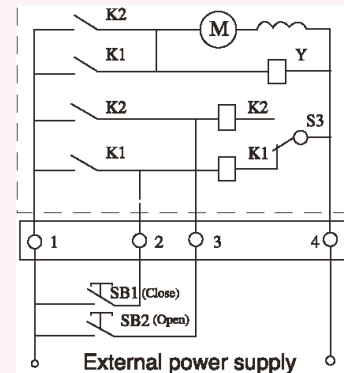 K2
M
K1
Y
K2
K2
S3
K1
K1
1
2
3
4
SB1 (Close)
SB2 (Open)
External power supply